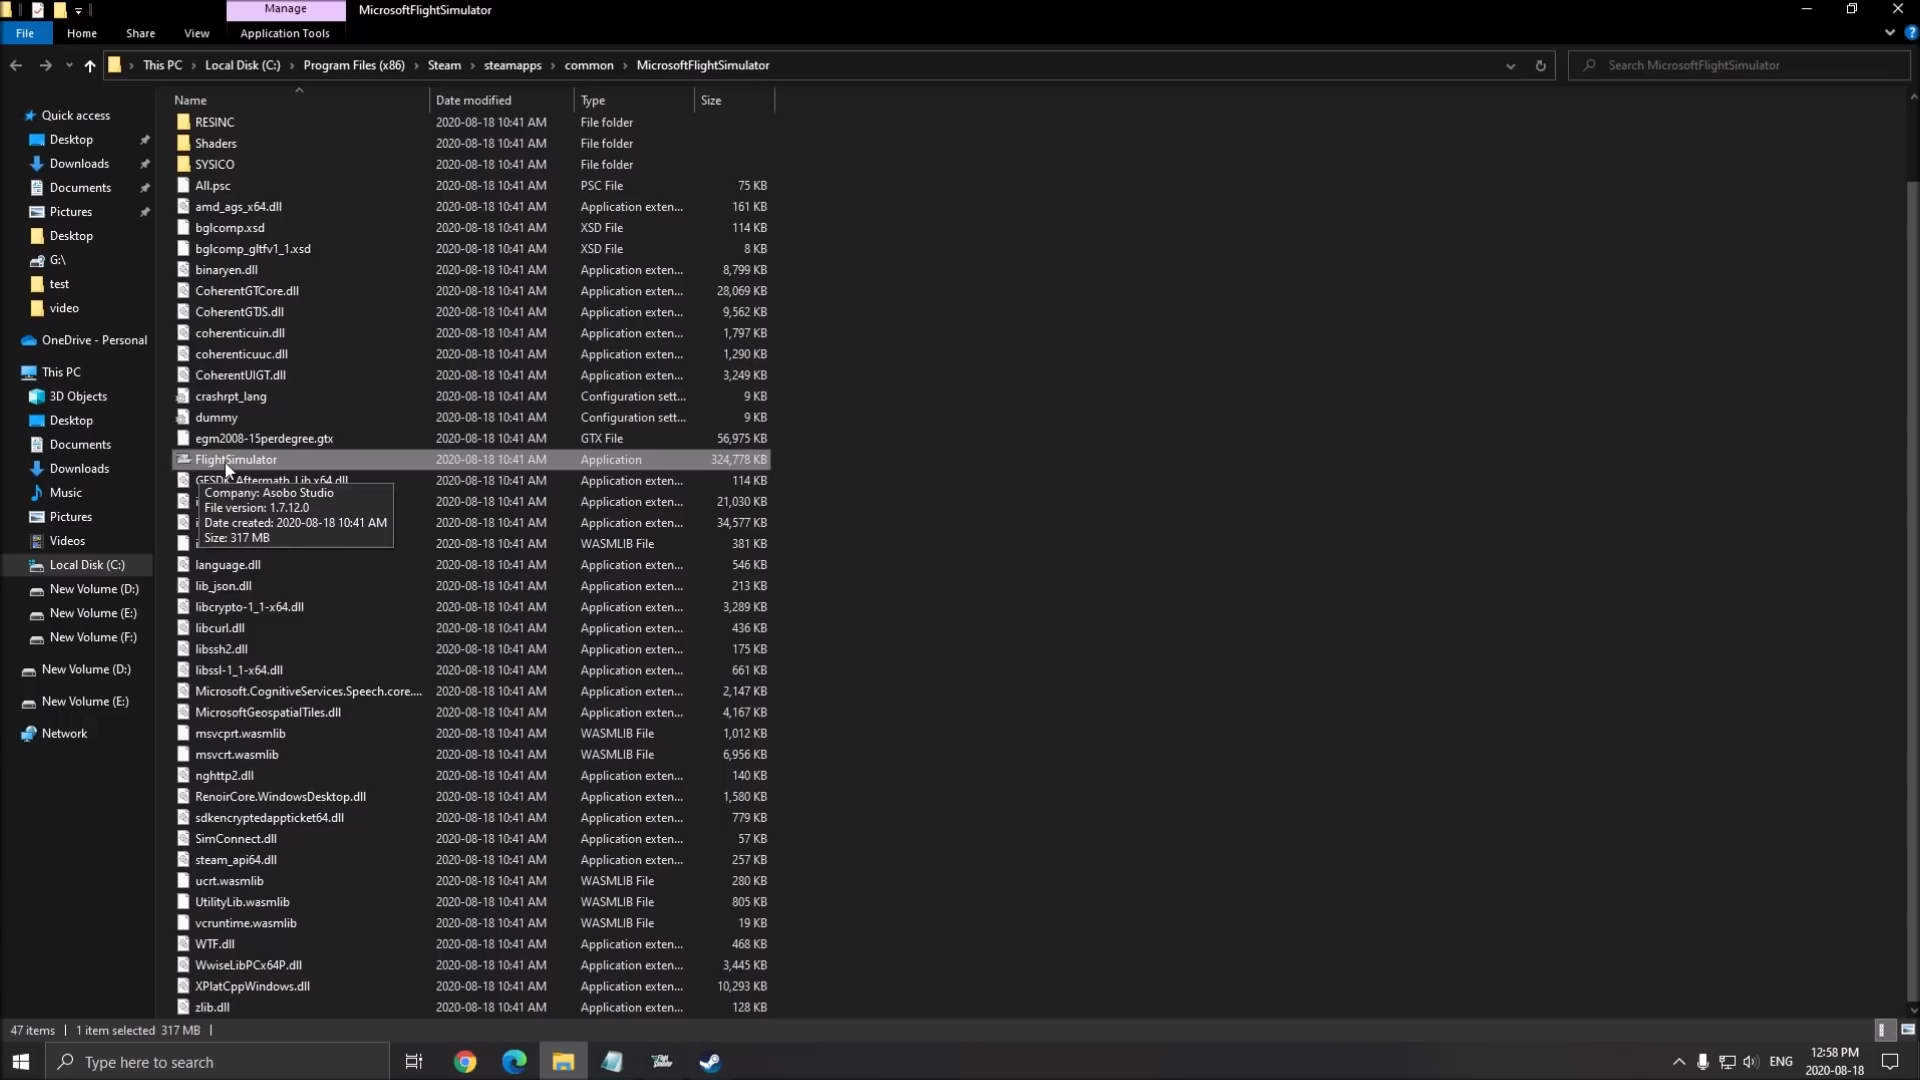 Manage
MicrosoftFlightSimulator
File
Home
Share
View
Application Tools
This PC
Local Disk (C:)
Program Files (x86)
Steam
steamapps
common
MicrosoftFlightSimulator
Search MicrosoftFlightSimulator
Name
Date modified
Type
Size
Quick access
Desktop
Downloads
Documents
Pictures
Desktop
G:\
test
video
OneDrive - Personal
This PC
3D Objects
Desktop
Documents
Downloads
Music
Pictures
Videos
Local Disk (C:)
New Volume (D:)
New Volume (E:)
New Volume (F:)
New Volume (D:)
New Volume (E:)
Network
RESINC 2020-08-18 10:41 AM File folder
Shaders 2020-08-18 10:41 AM File folder
SYSICO 2020-08-18 10:41 AM File folder
All.psc 2020-08-18 10:41 AM PSC File 75 KB
amd_ags_x64.dll 2020-08-18 10:41 AM Application exten... 161 KB
bglcomp.xsd 2020-08-18 10:41 AM XSD File 114 KB
bglcomp_gltfv1_1.xsd 2020-08-18 10:41 AM XSD File 8 KB
binaryen.dll 2020-08-18 10:41 AM Application exten... 8,799 KB
CoherentGTCore.dll 2020-08-18 10:41 AM Application exten... 28,069 KB
CoherentGTJS.dll 2020-08-18 10:41 AM Application exten... 9,562 KB
coherenticuin.dll 2020-08-18 10:41 AM Application exten... 1,797 KB
coherenticuuc.dll 2020-08-18 10:41 AM Application exten... 1,290 KB
CoherentUIGT.dll 2020-08-18 10:41 AM Application exten... 3,249 KB
crashrpt_lang 2020-08-18 10:41 AM Configuration sett... 9 KB
dummy 2020-08-18 10:41 AM Configuration sett... 9 KB
egm2008-15perdegree.gtx 2020-08-18 10:41 AM GTX File 56,975 KB
FlightSimulator 2020-08-18 10:41 AM Application 324,778 KB
GFSDK_Aftermath_Lib.x64.dll 2020-08-18 10:41 AM Application exten... 114 KB
2020-08-18 10:41 AM Application exten... 21,030 KB
2020-08-18 10:41 AM Application exten... 34,577 KB
2020-08-18 10:41 AM WASMLIB File 381 KB
Company: Asobo Studio
File version: 1.7.12.0
Date created: 2020-08-18 10:41 AM
Size: 317 MB
language.dll 2020-08-18 10:41 AM Application exten... 546 KB
lib_json.dll 2020-08-18 10:41 AM Application exten... 213 KB
libcrypto-1_1-x64.dll 2020-08-18 10:41 AM Application exten... 3,289 KB
libcurl.dll 2020-08-18 10:41 AM Application exten... 436 KB
libssh2.dll 2020-08-18 10:41 AM Application exten... 175 KB
libssl-1_1-x64.dll 2020-08-18 10:41 AM Application exten... 661 KB
Microsoft.CognitiveServices.Speech.core.... 2020-08-18 10:41 AM Application exten... 2,147 KB
MicrosoftGeospatialTiles.dll 2020-08-18 10:41 AM Application exten... 4,167 KB
msvcprt.wasmlib 2020-08-18 10:41 AM WASMLIB File 1,012 KB
msvcrt.wasmlib 2020-08-18 10:41 AM WASMLIB File 6,956 KB
nghttp2.dll 2020-08-18 10:41 AM Application exten... 140 KB
RenoirCore.WindowsDesktop.dll 2020-08-18 10:41 AM Application exten... 1,580 KB
sdkencryptedappticket64.dll 2020-08-18 10:41 AM Application exten... 779 KB
SimConnect.dll 2020-08-18 10:41 AM Application exten... 57 KB
steam_api64.dll 2020-08-18 10:41 AM Application exten... 257 KB
ucrt.wasmlib 2020-08-18 10:41 AM WASMLIB File 280 KB
UtilityLib.wasmlib 2020-08-18 10:41 AM WASMLIB File 805 KB
vcruntime.wasmlib 2020-08-18 10:41 AM WASMLIB File 19 KB
WTF.dll 2020-08-18 10:41 AM Application exten... 468 KB
WwiseLibPCx64P.dll 2020-08-18 10:41 AM Application exten... 3,445 KB
XPlatCppWindows.dll 2020-08-18 10:41 AM Application exten... 10,293 KB
zlib.dll 2020-08-18 10:41 AM Application exten... 128 KB
47 items
1 item selected 317 MB
Type here to search
ENG
12:58 PM
2020-08-18